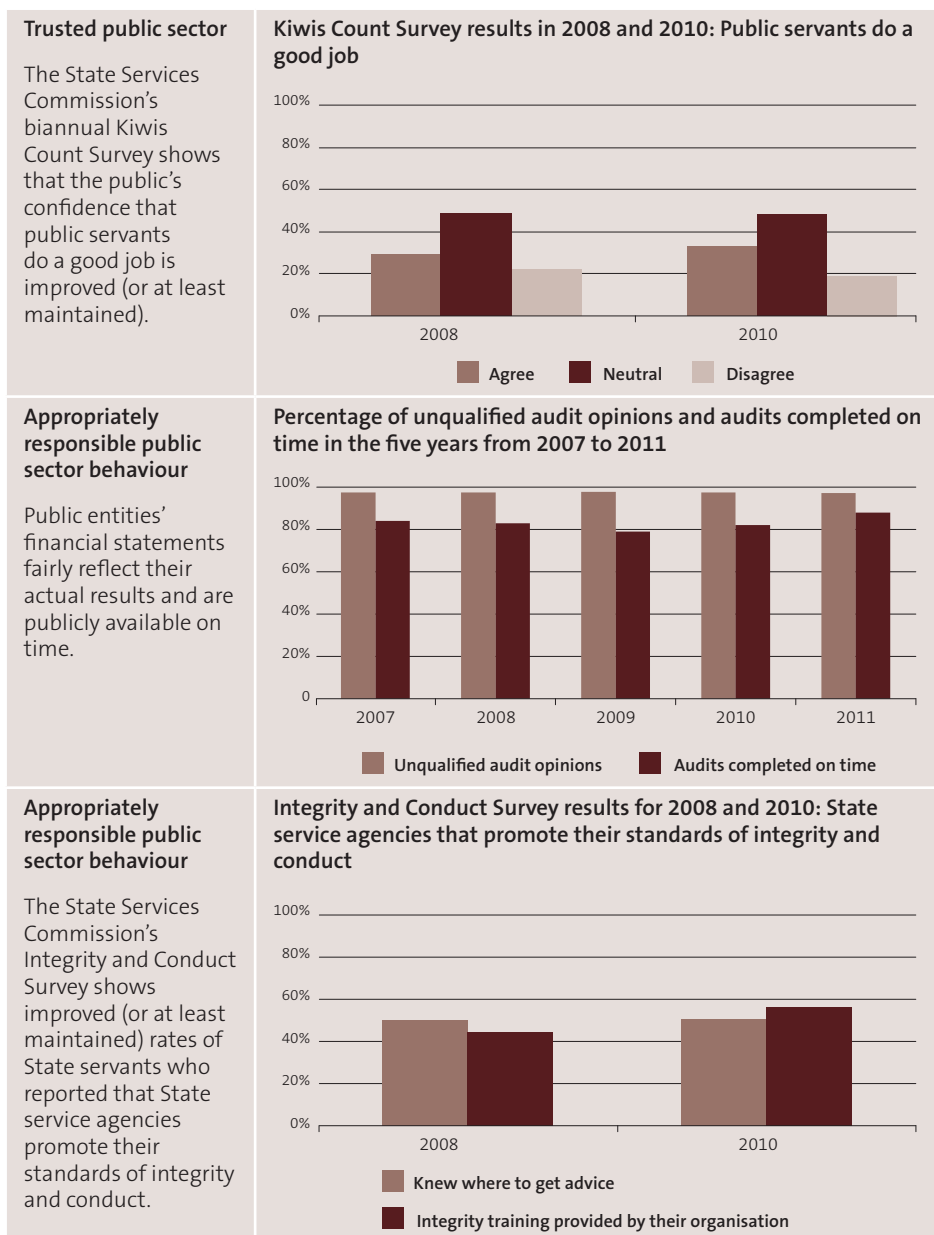 Trusted public sector
The State Services
Commission's
biannual Kiwis
Count Survey shows
that the public's
confidence that
public servants
do a good job is
improved (or at least
maintained).
Kiwis Count Survey results in 2008 and 2010: Public servants do a
good job
100%
80%
60%
40%
20%
0%
2008
2010
Agree
Neutral
Disagree
Appropriately
responsible public
sector behaviour
Public entities'
financial statements
fairly reflect their
actual results and are
publicly available on
time.
Percentage of unqualified audit opinions and audits completed on
time in the five years from 2007 to 2011
100%
80%
60%
40%
20%
0
2007
2008
2009
2010
2011
Unqualified audit opinions
Audits completed on time
Appropriately
responsible public
sector behaviour
The State Services
Commission's
Integrity and Conduct
Survey shows
improved (or at least
maintained) rates of
State servants who
reported that State
service agencies
promote their
standards of integrity
and conduct.
Integrity and Conduct Survey results for 2008 and 2010: State
service agencies that promote their standards of integrity and
conduct
100%
80%
60%
40%
20%
0%
2008
2010
Knew where to get advice
Integrity training provided by their organisation